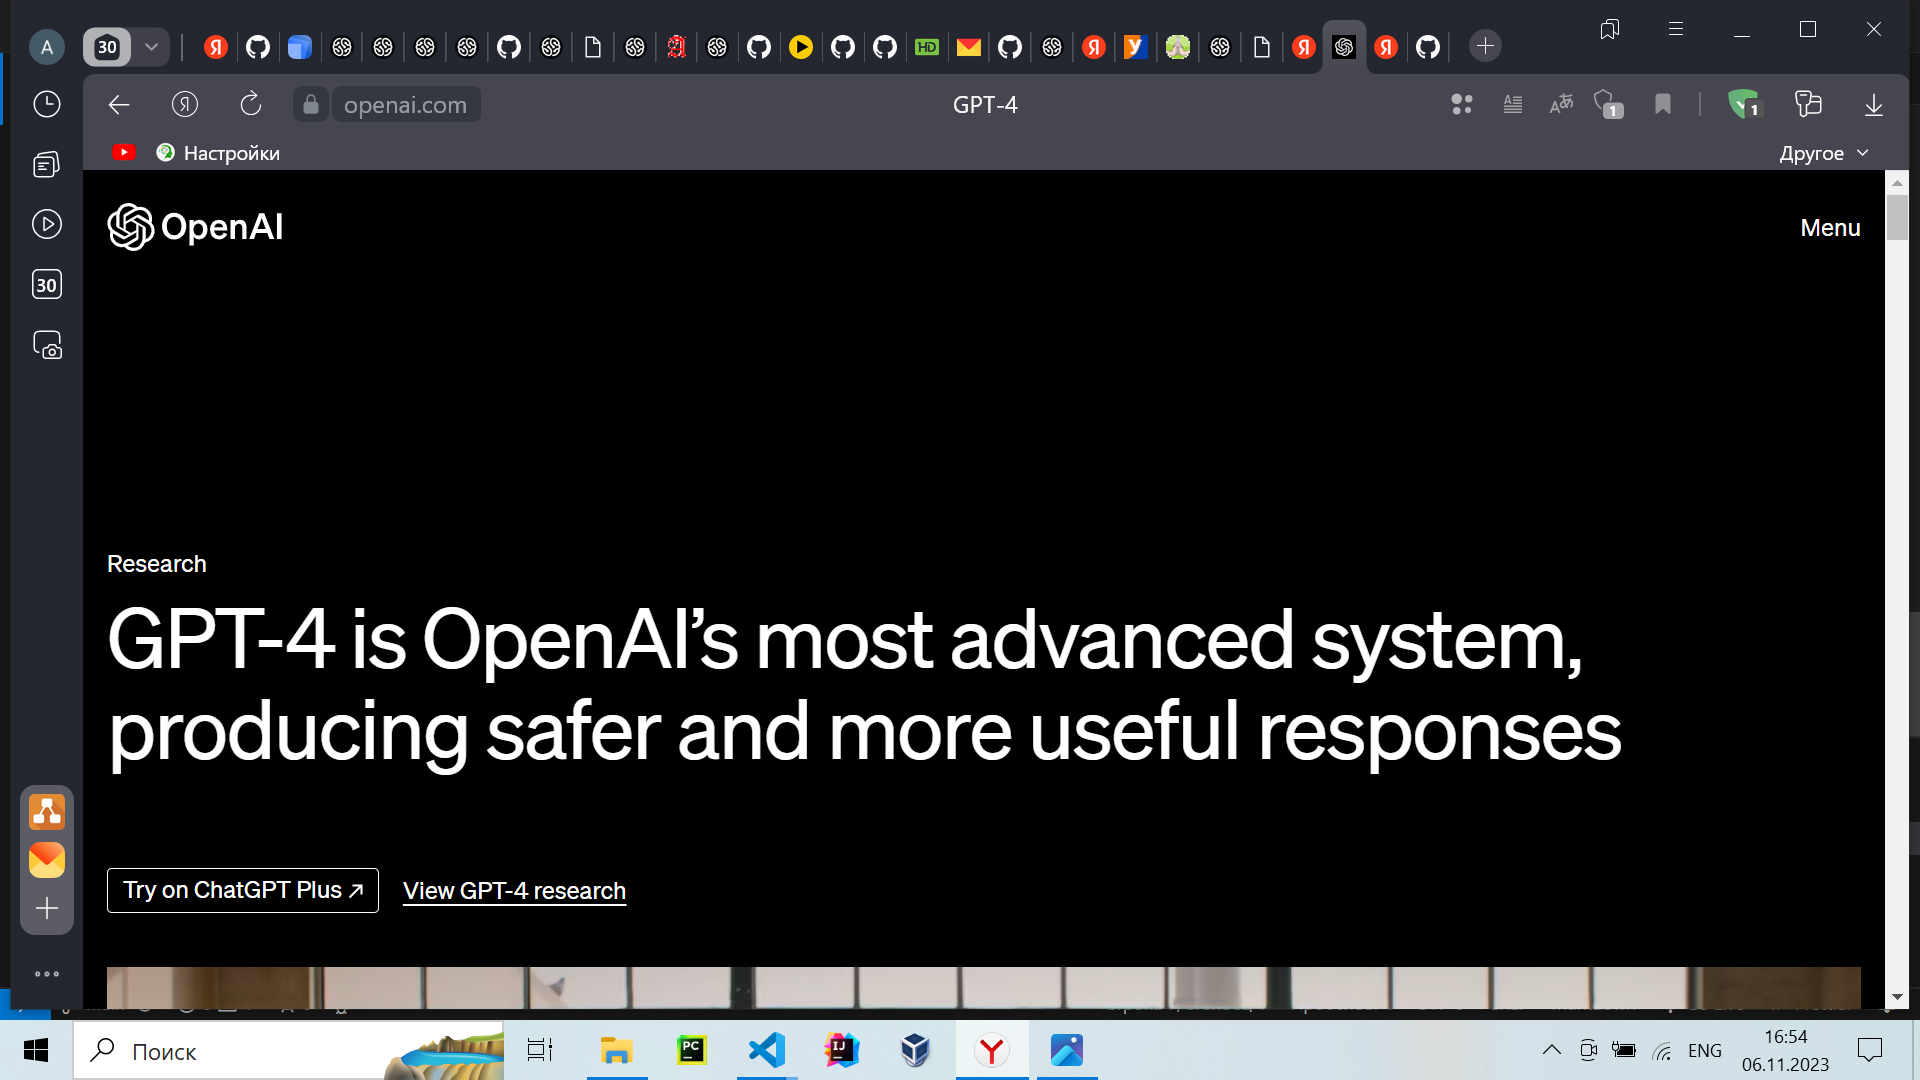 A
30
openai.com
GPT-4
1
1
Настройки
Другое
30
OpenAI
Menu
Research
GPT-4 is OpenAI’s most advanced system,
producing safer and more useful responses
Try on ChatGPT Plus ↗
View GPT-4 research
Поиск
ENG
16:54
06.11.2023